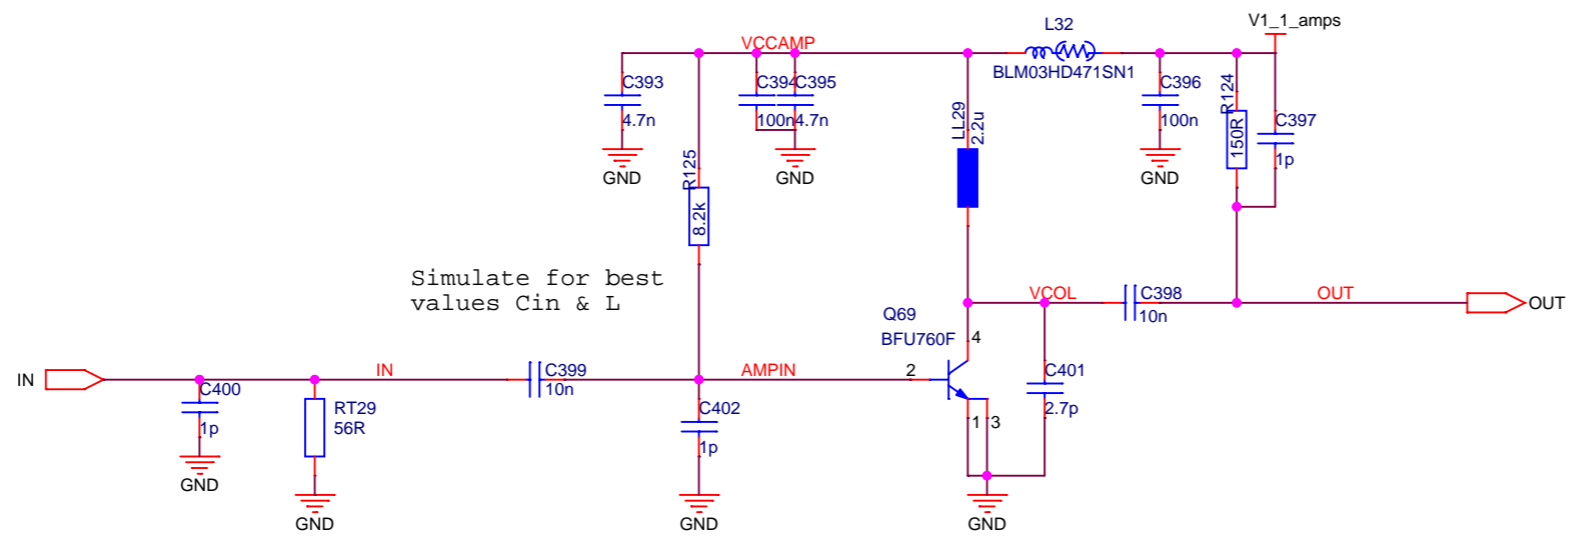 V1_1_amps
L32
VCCAMP
BLM03HD471SN1
C393
4.7n
GND
C394
100n
C395
4.7n
GND
C396
100n
GND
R124
150R
C397
1p
LL29
2.2u
R125
8.2k
Simulate for best
values Cin & L
VCOL
C398
10n
OUT
OUT
Q69
BFU760F
4
2
1
3
C401
2.7p
GND
IN
IN
C399
10n
AMPIN
C400
1p
GND
RT29
56R
GND
C402
1p
GND